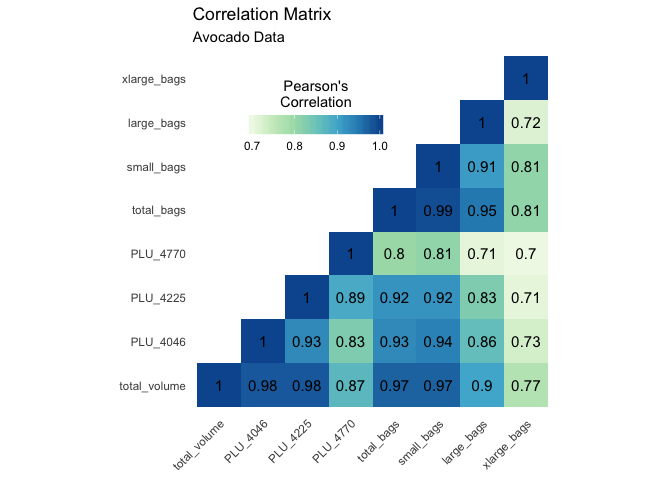 Correlation Matrix
Avocado Data
Pearson's
Correlation
0.7 0.8 0.9 1.0
xlarge_bags 1
large_bags 1 0.72
small_bags 1 0.91 0.81
total_bags 1 0.99 0.95 0.81
PLU_4770 1 0.8 0.81 0.71 0.7
PLU_4225 1 0.89 0.92 0.92 0.83 0.71
PLU_4046 1 0.93 0.83 0.93 0.94 0.86 0.73
total_volume 1 0.98 0.98 0.87 0.97 0.97 0.9 0.77
total_volume PLU_4046 PLU_4225 PLU_4770 total_bags small_bags large_bags xlarge_bags